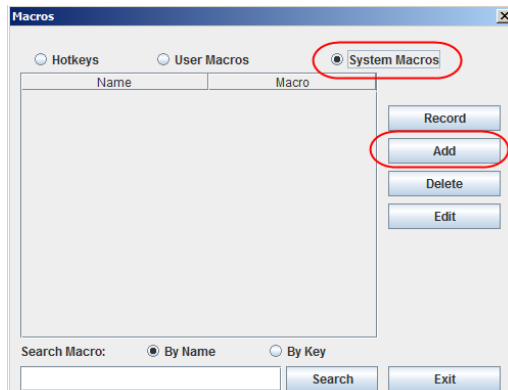 Macros
Hotkeys User Macros System Macros
Name Macro
Record
Add
Delete
Edit
Search Macro: By Name By Key
Search Exit